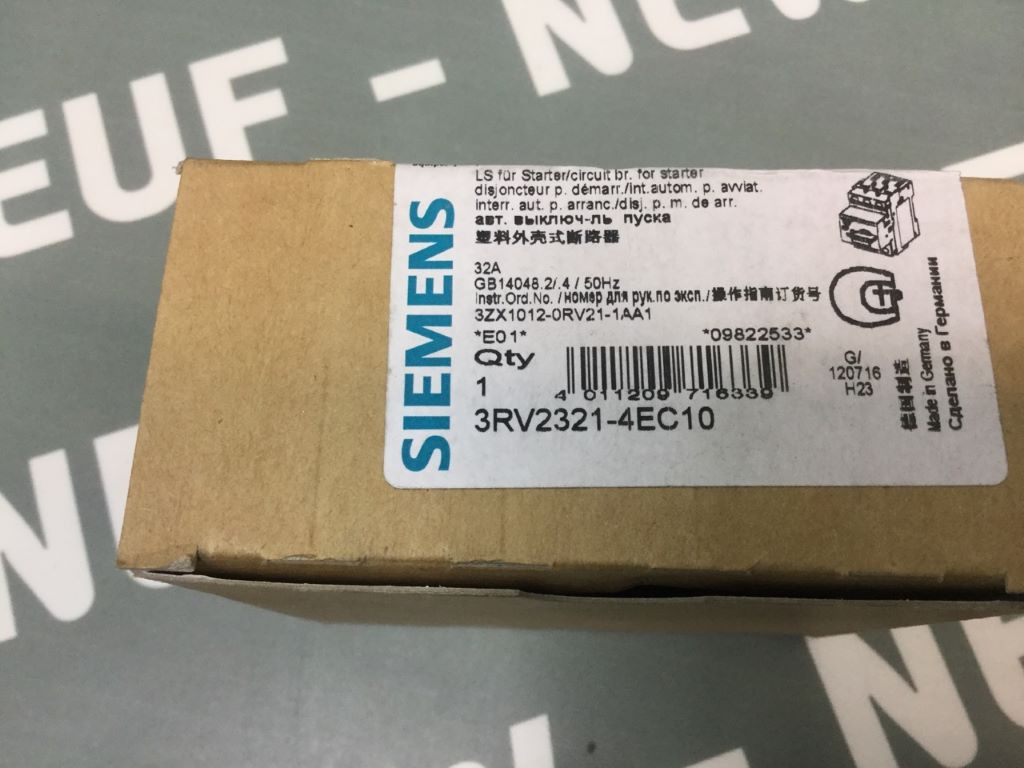 NEUF - NEW
SIEMENS
LS für Starter/circuit br. for starter
disjoncteur p. démarr./int.autom. p. avviat.
interr. aut. p. arranc./disj. p. m. de arr.
авт. выключ-ль пуска
塑料外壳式断路器
32A
GB14048.2/.4 / 50Hz
Instr.Ord.No. /номер для рук.по эксп./操作指南订货号
3ZX1012-0RV21-1AA1
*E01* *09822533*
Qty
1
4 011209 716339
3RV2321-4EC10
G/
120716
H23
德国制造
Made in Germany
Сделано в Германии
NEW